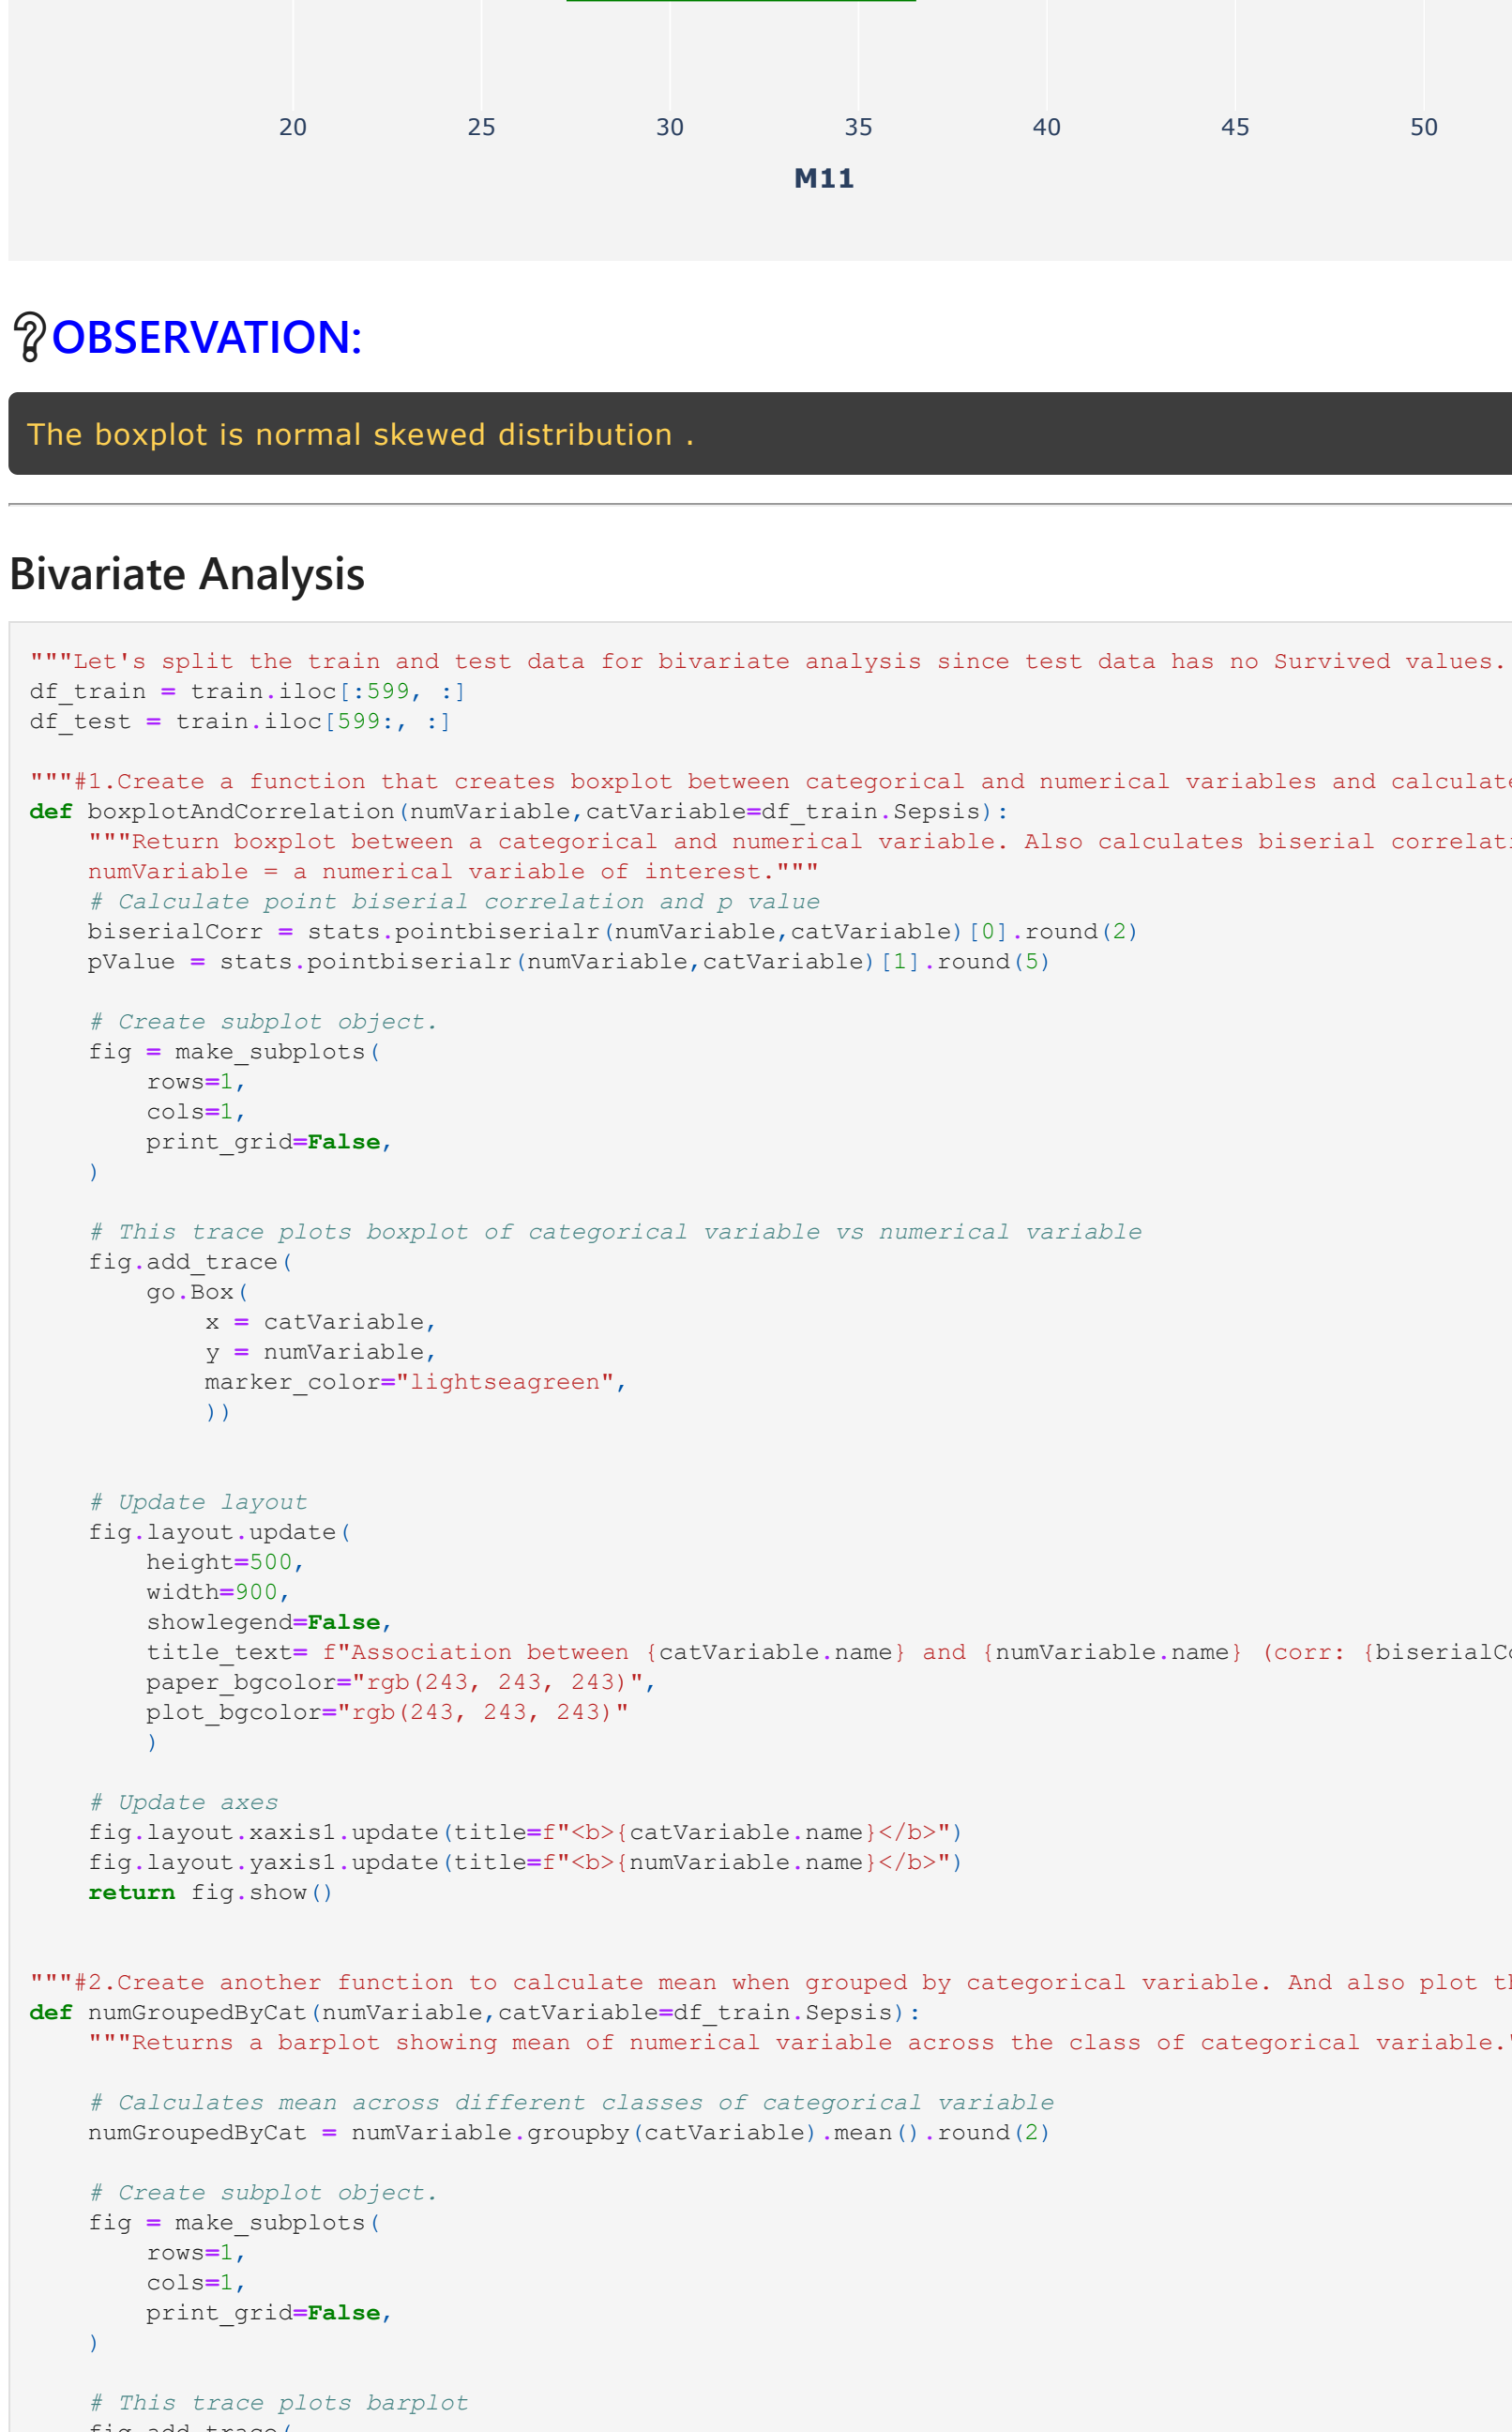 20 25 30 35 40 45 50
M11
OBSERVATION:
The boxplot is normal skewed distribution .
Bivariate Analysis
"""Let's split the train and test data for bivariate analysis since test data has no Survived values.
df_train = train.iloc[:599, :]
df_test = train.iloc[599:, :]
"""#1.Create a function that creates boxplot between categorical and numerical variables and calculate
def boxplotAndCorrelation(numVariable,catVariable=df_train.Sepsis):
    """Return boxplot between a categorical and numerical variable. Also calculates biserial correlati
    numVariable = a numerical variable of interest."""
    # Calculate point biserial correlation and p value
    biserialCorr = stats.pointbiserialr(numVariable,catVariable)[0].round(2)
    pValue = stats.pointbiserialr(numVariable,catVariable)[1].round(5)
    # Create subplot object.
    fig = make_subplots(
        rows=1,
        cols=1,
        print_grid=False,
    )
    # This trace plots boxplot of categorical variable vs numerical variable
    fig.add_trace(
        go.Box(
            x = catVariable,
            y = numVariable,
            marker_color="lightseagreen",
            ))
    # Update layout
    fig.layout.update(
        height=500,
        width=900,
        showlegend=False,
        title_text= f"Association between {catVariable.name} and {numVariable.name} (corr: {biserialCo
        paper_bgcolor="rgb(243, 243, 243)",
        plot_bgcolor="rgb(243, 243, 243)"
        )
    # Update axes
    fig.layout.xaxis1.update(title=f"<b>{catVariable.name}</b>")
    fig.layout.yaxis1.update(title=f"<b>{numVariable.name}</b>")
    return fig.show()
"""#2.Create another function to calculate mean when grouped by categorical variable. And also plot th
def numGroupedByCat(numVariable,catVariable=df_train.Sepsis):
    """Returns a barplot showing mean of numerical variable across the class of categorical variable."
    # Calculates mean across different classes of categorical variable
    numGroupedByCat = numVariable.groupby(catVariable).mean().round(2)
    # Create subplot object.
    fig = make_subplots(
        rows=1,
        cols=1,
        print_grid=False,
    )
    # This trace plots barplot
    fig.add_trace(